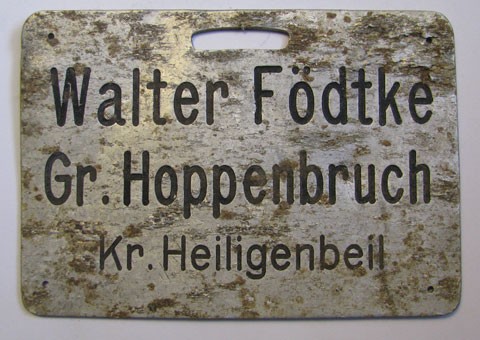 Walter Födtke
Gr. Hoppenbruch
Kr. Heiligenbeil